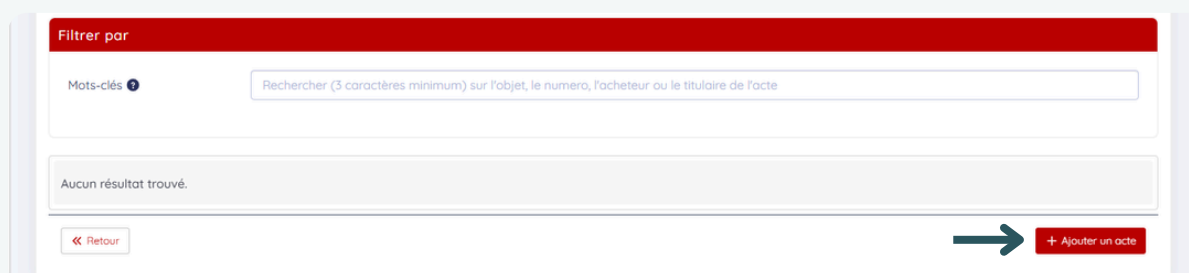 Filtrer par
Mots-clés ?
Rechercher (3 caractères minimum) sur l'objet, le numero, l'acheteur ou le titulaire de l'acte
Aucun résultat trouvé.
« Retour
+ Ajouter un acte